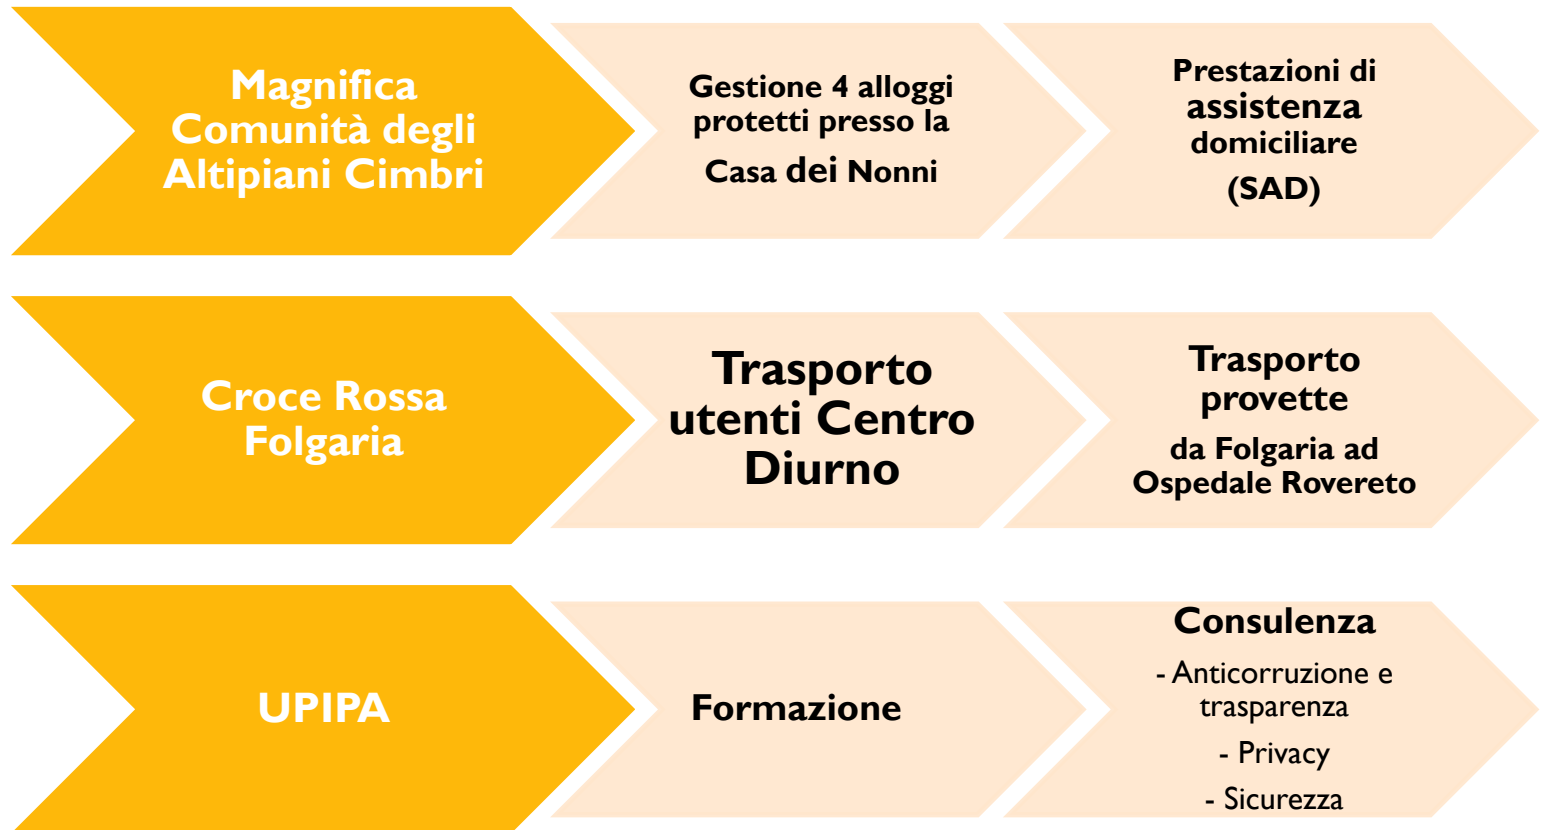 Magnifica
Comunità degli
Altipiani Cimbri
Gestione 4 alloggi
protetti presso la
Casa dei Nonni
Prestazioni di
assistenza
domiciliare
(SAD)
Croce Rossa
Folgaria
Trasporto
utenti Centro
Diurno
Trasporto
provette
da Folgaria ad
Ospedale Rovereto
UPIPA
Formazione
Consulenza
- Anticorruzione e
trasparenza
- Privacy
- Sicurezza